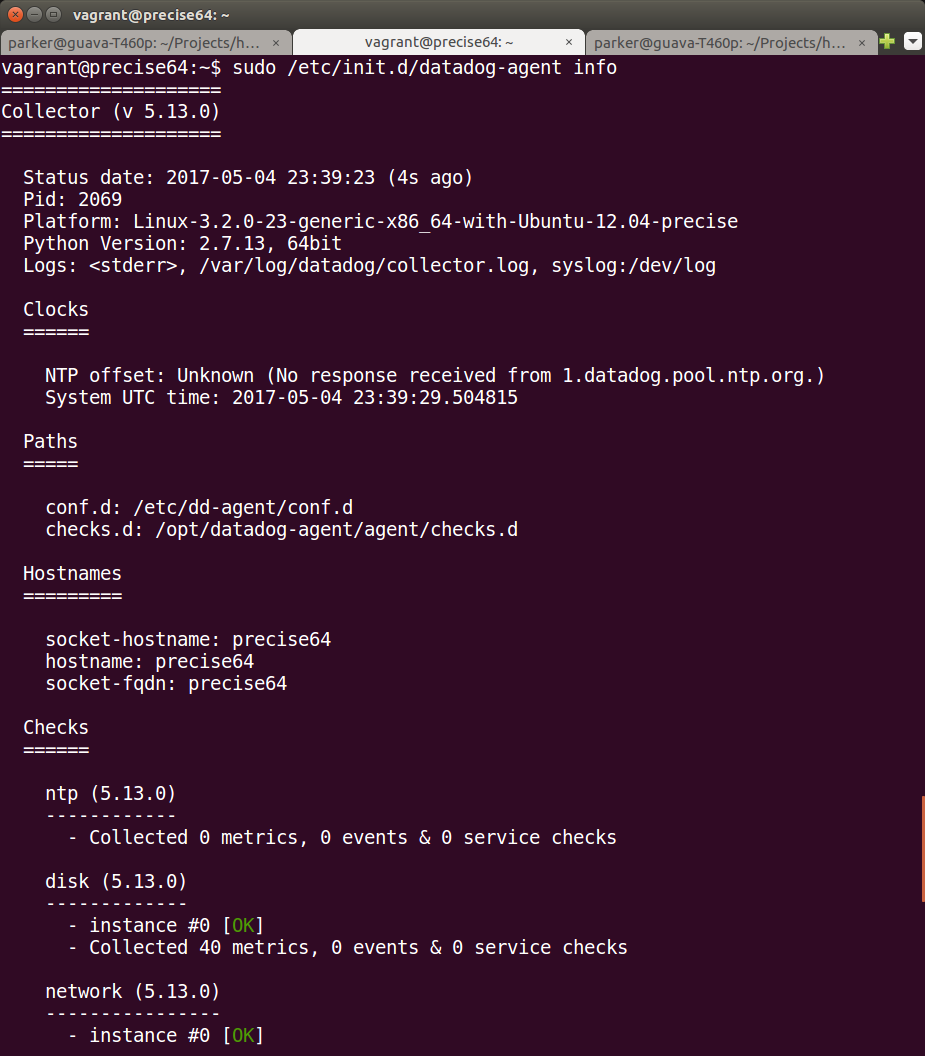 vagrant@precise64: ~
parker@guava-T460p: ~/Projects/h... ×
vagrant@precise64: ~ ×
parker@guava-T460p: ~/Projects/h... ×
vagrant@precise64:~$ sudo /etc/init.d/datadog-agent info
====================
Collector (v 5.13.0)
====================
  Status date: 2017-05-04 23:39:23 (4s ago)
  Pid: 2069
  Platform: Linux-3.2.0-23-generic-x86_64-with-Ubuntu-12.04-precise
  Python Version: 2.7.13, 64bit
  Logs: <stderr>, /var/log/datadog/collector.log, syslog:/dev/log
  Clocks
  ======
    NTP offset: Unknown (No response received from 1.datadog.pool.ntp.org.)
    System UTC time: 2017-05-04 23:39:29.504815
  Paths
  =====
    conf.d: /etc/dd-agent/conf.d
    checks.d: /opt/datadog-agent/agent/checks.d
  Hostnames
  =========
    socket-hostname: precise64
    hostname: precise64
    socket-fqdn: precise64
  Checks
  ======
    ntp (5.13.0)
    ------------
      - Collected 0 metrics, 0 events & 0 service checks
    disk (5.13.0)
    -------------
      - instance #0 [OK]
      - Collected 40 metrics, 0 events & 0 service checks
    network (5.13.0)
    ----------------
      - instance #0 [OK]